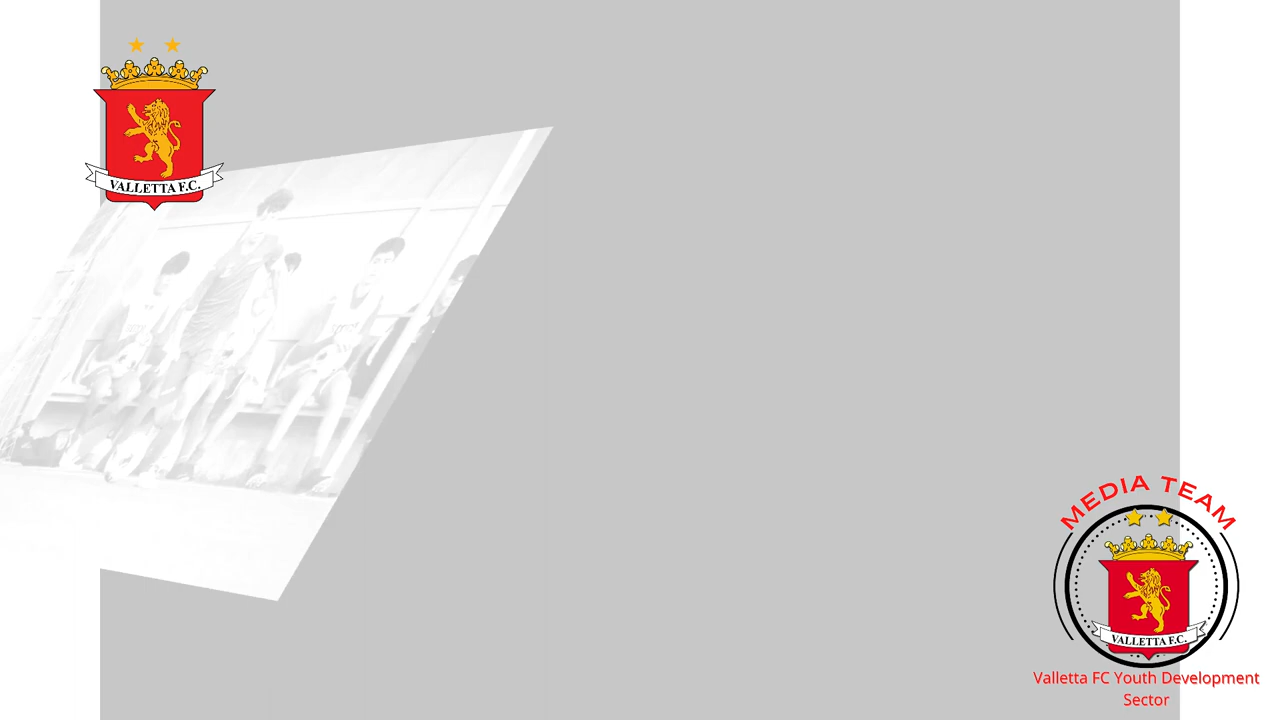 VALLETTA F.C.
MEDIA TEAM
VALLETTA F.C.
Valletta FC Youth Development
Sector